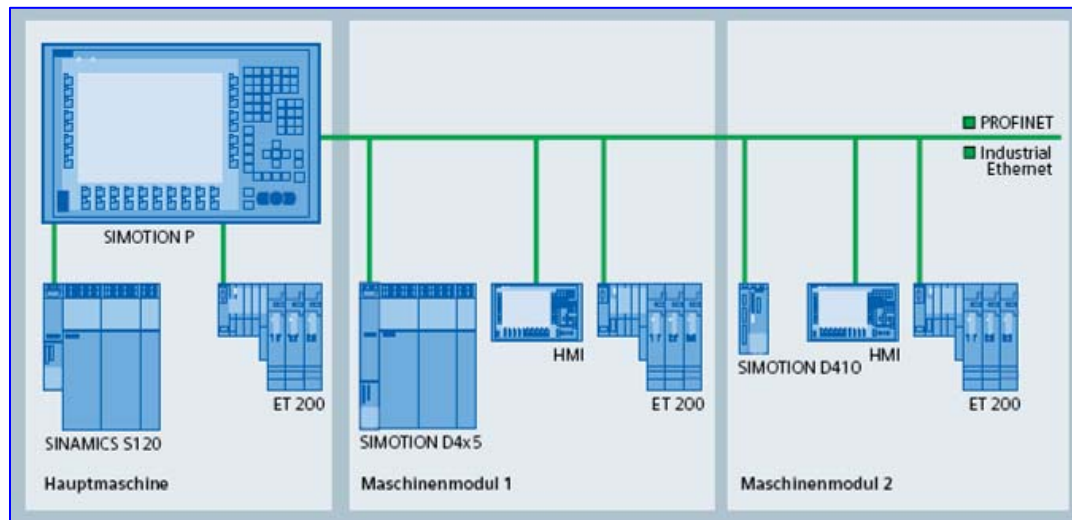 PROFINET
Industrial
Ethernet
SIMOTION P
SINAMICS S120
ET 200
Hauptmaschine
SIMOTION D4x5
HMI
ET 200
Maschinenmodul 1
SIMOTION D410
HMI
ET 200
Maschinenmodul 2